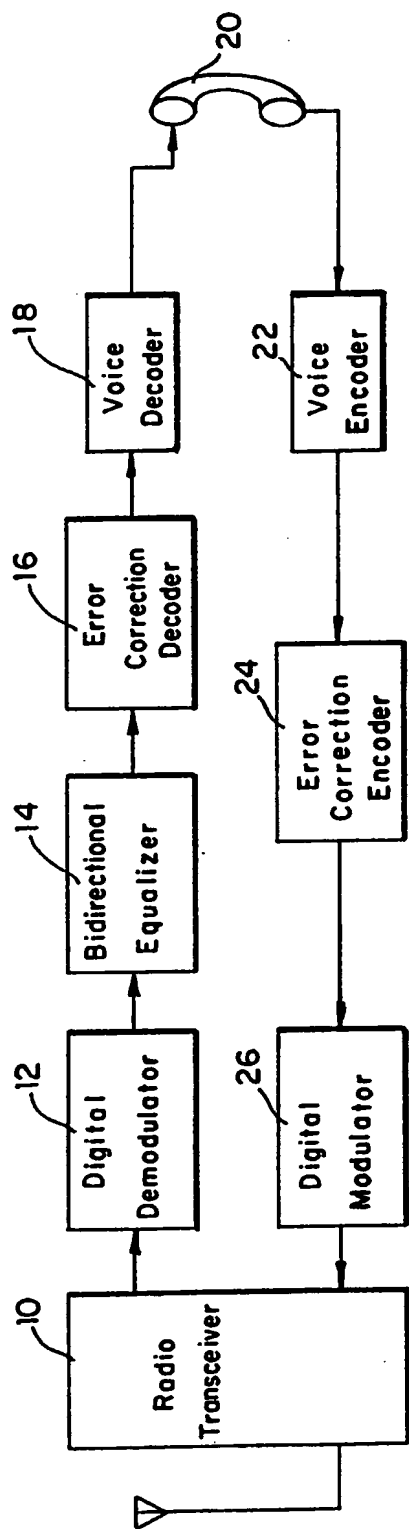 10
Radio
Transceiver
12
Digital
Demodulator
14
Bidirectional
Equalizer
16
Error
Correction
Decoder
18
Voice
Decoder
20
22
Voice
Encoder
24
Error
Correction
Encoder
26
Digital
Modulator